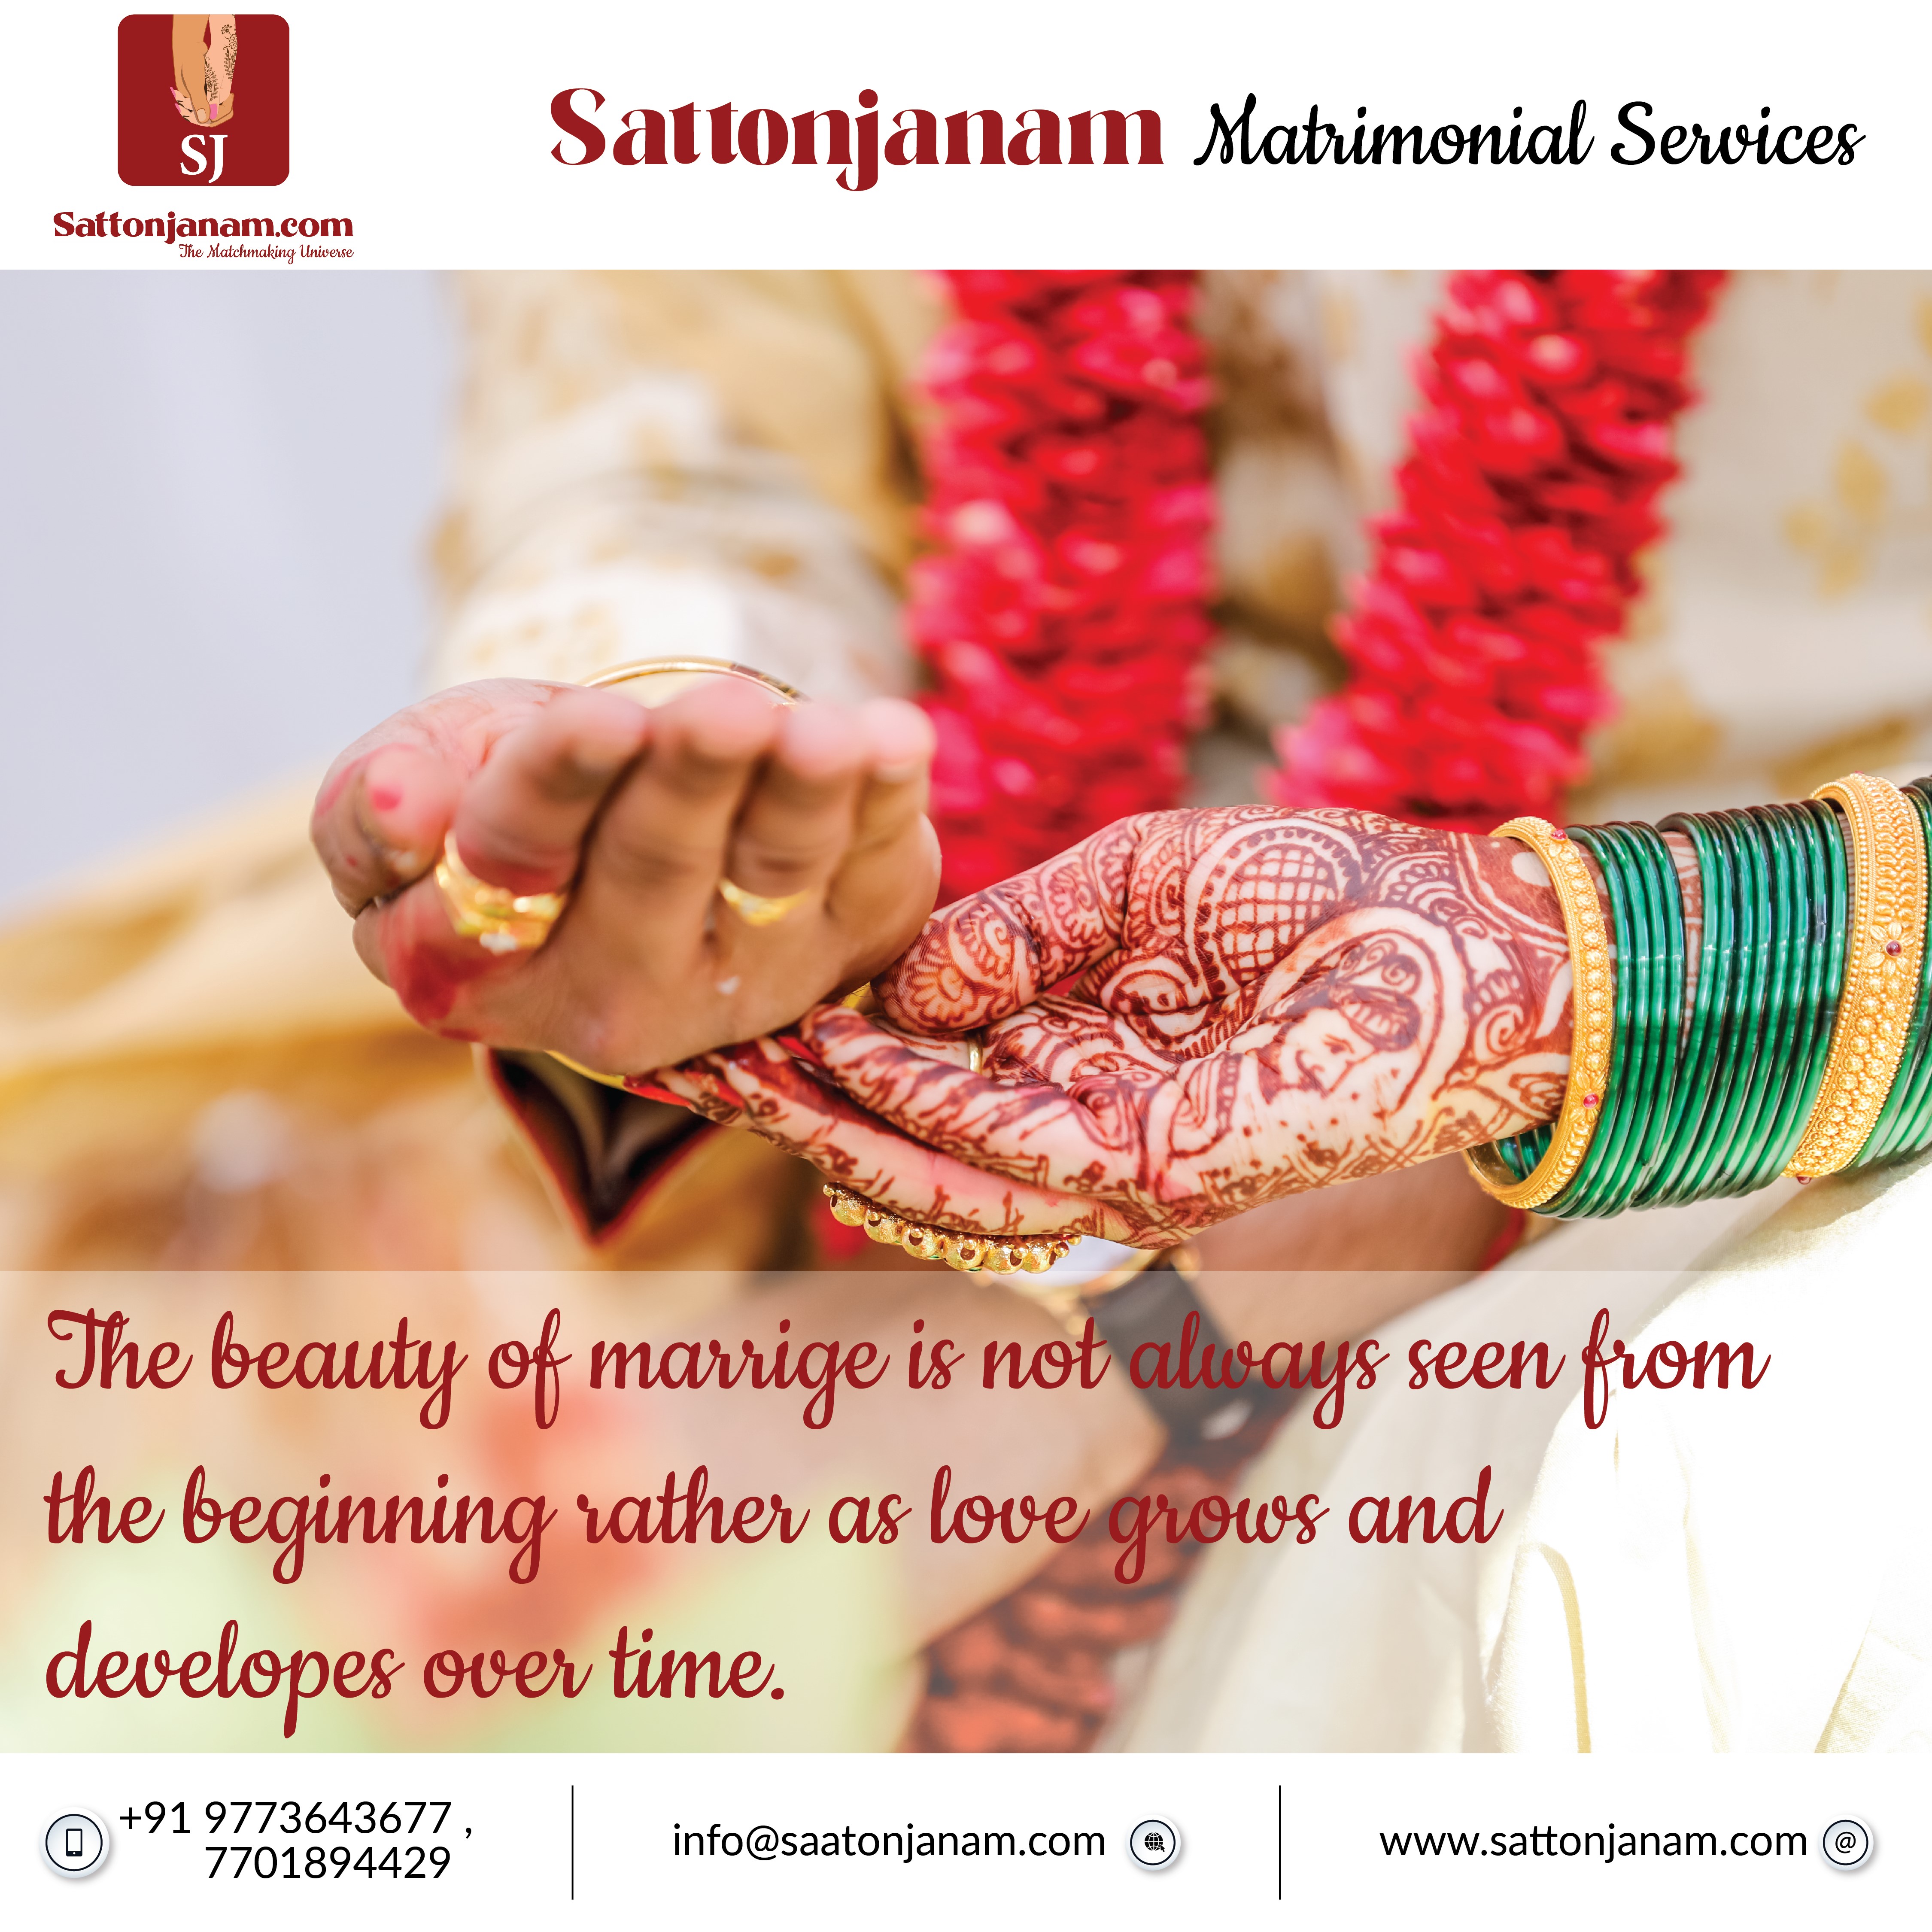 SJ
Sattonjanam.com
The Matchmaking Universe
Sattonjanam Matrimonial Services
The beauty of marrige is not always seen from
the beginning rather as love grows and
developes over time.
+91 9773643677 ,
7701894429
info@saatonjanam.com
www.sattonjanam.com @